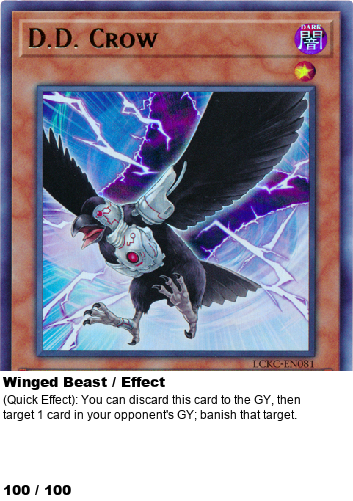 D.D. Crow
DARK
闇
LCKC-EN081
Winged Beast / Effect
(Quick Effect): You can discard this card to the GY, then
target 1 card in your opponent's GY; banish that target.
100 / 100